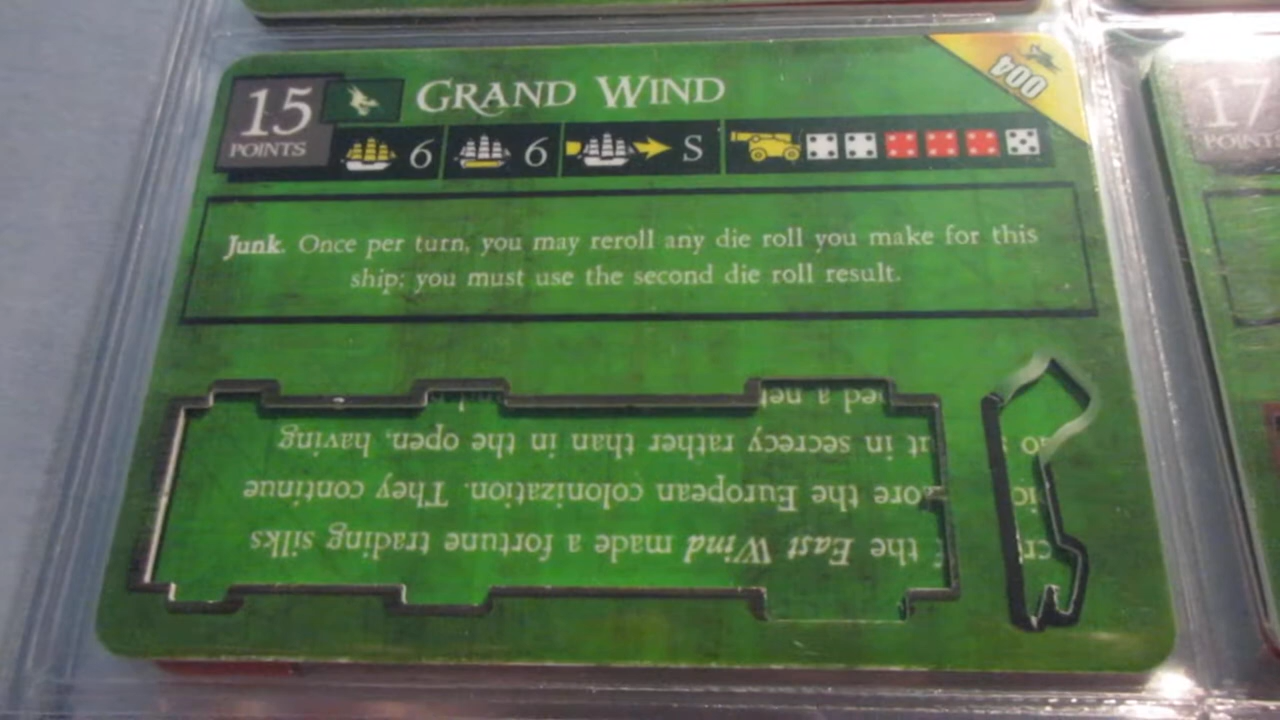 15
POINTS
GRAND WIND
004
6 6 S
Junk. Once per turn, you may reroll any die roll you make for this
ship; you must use the second die roll result.
the East Wind made a fortune trading silks
the European colonization. They continue
in secrecy rather than in the open, having
a net
17
POINTS